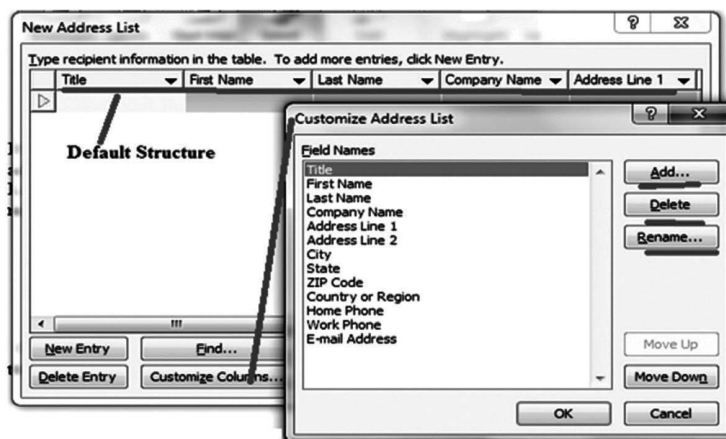 New Address List
Type recipient information in the table. To add more entries, click New Entry.
Title First Name Last Name Company Name Address Line 1
Default Structure
New Entry Find...
Delete Entry Customize Columns...
Customize Address List
Field Names
Title
First Name
Last Name
Company Name
Address Line 1
Address Line 2
City
State
ZIP Code
Country or Region
Home Phone
Work Phone
E-mail Address
Add...
Delete
Rename...
Move Up
Move Down
OK Cancel